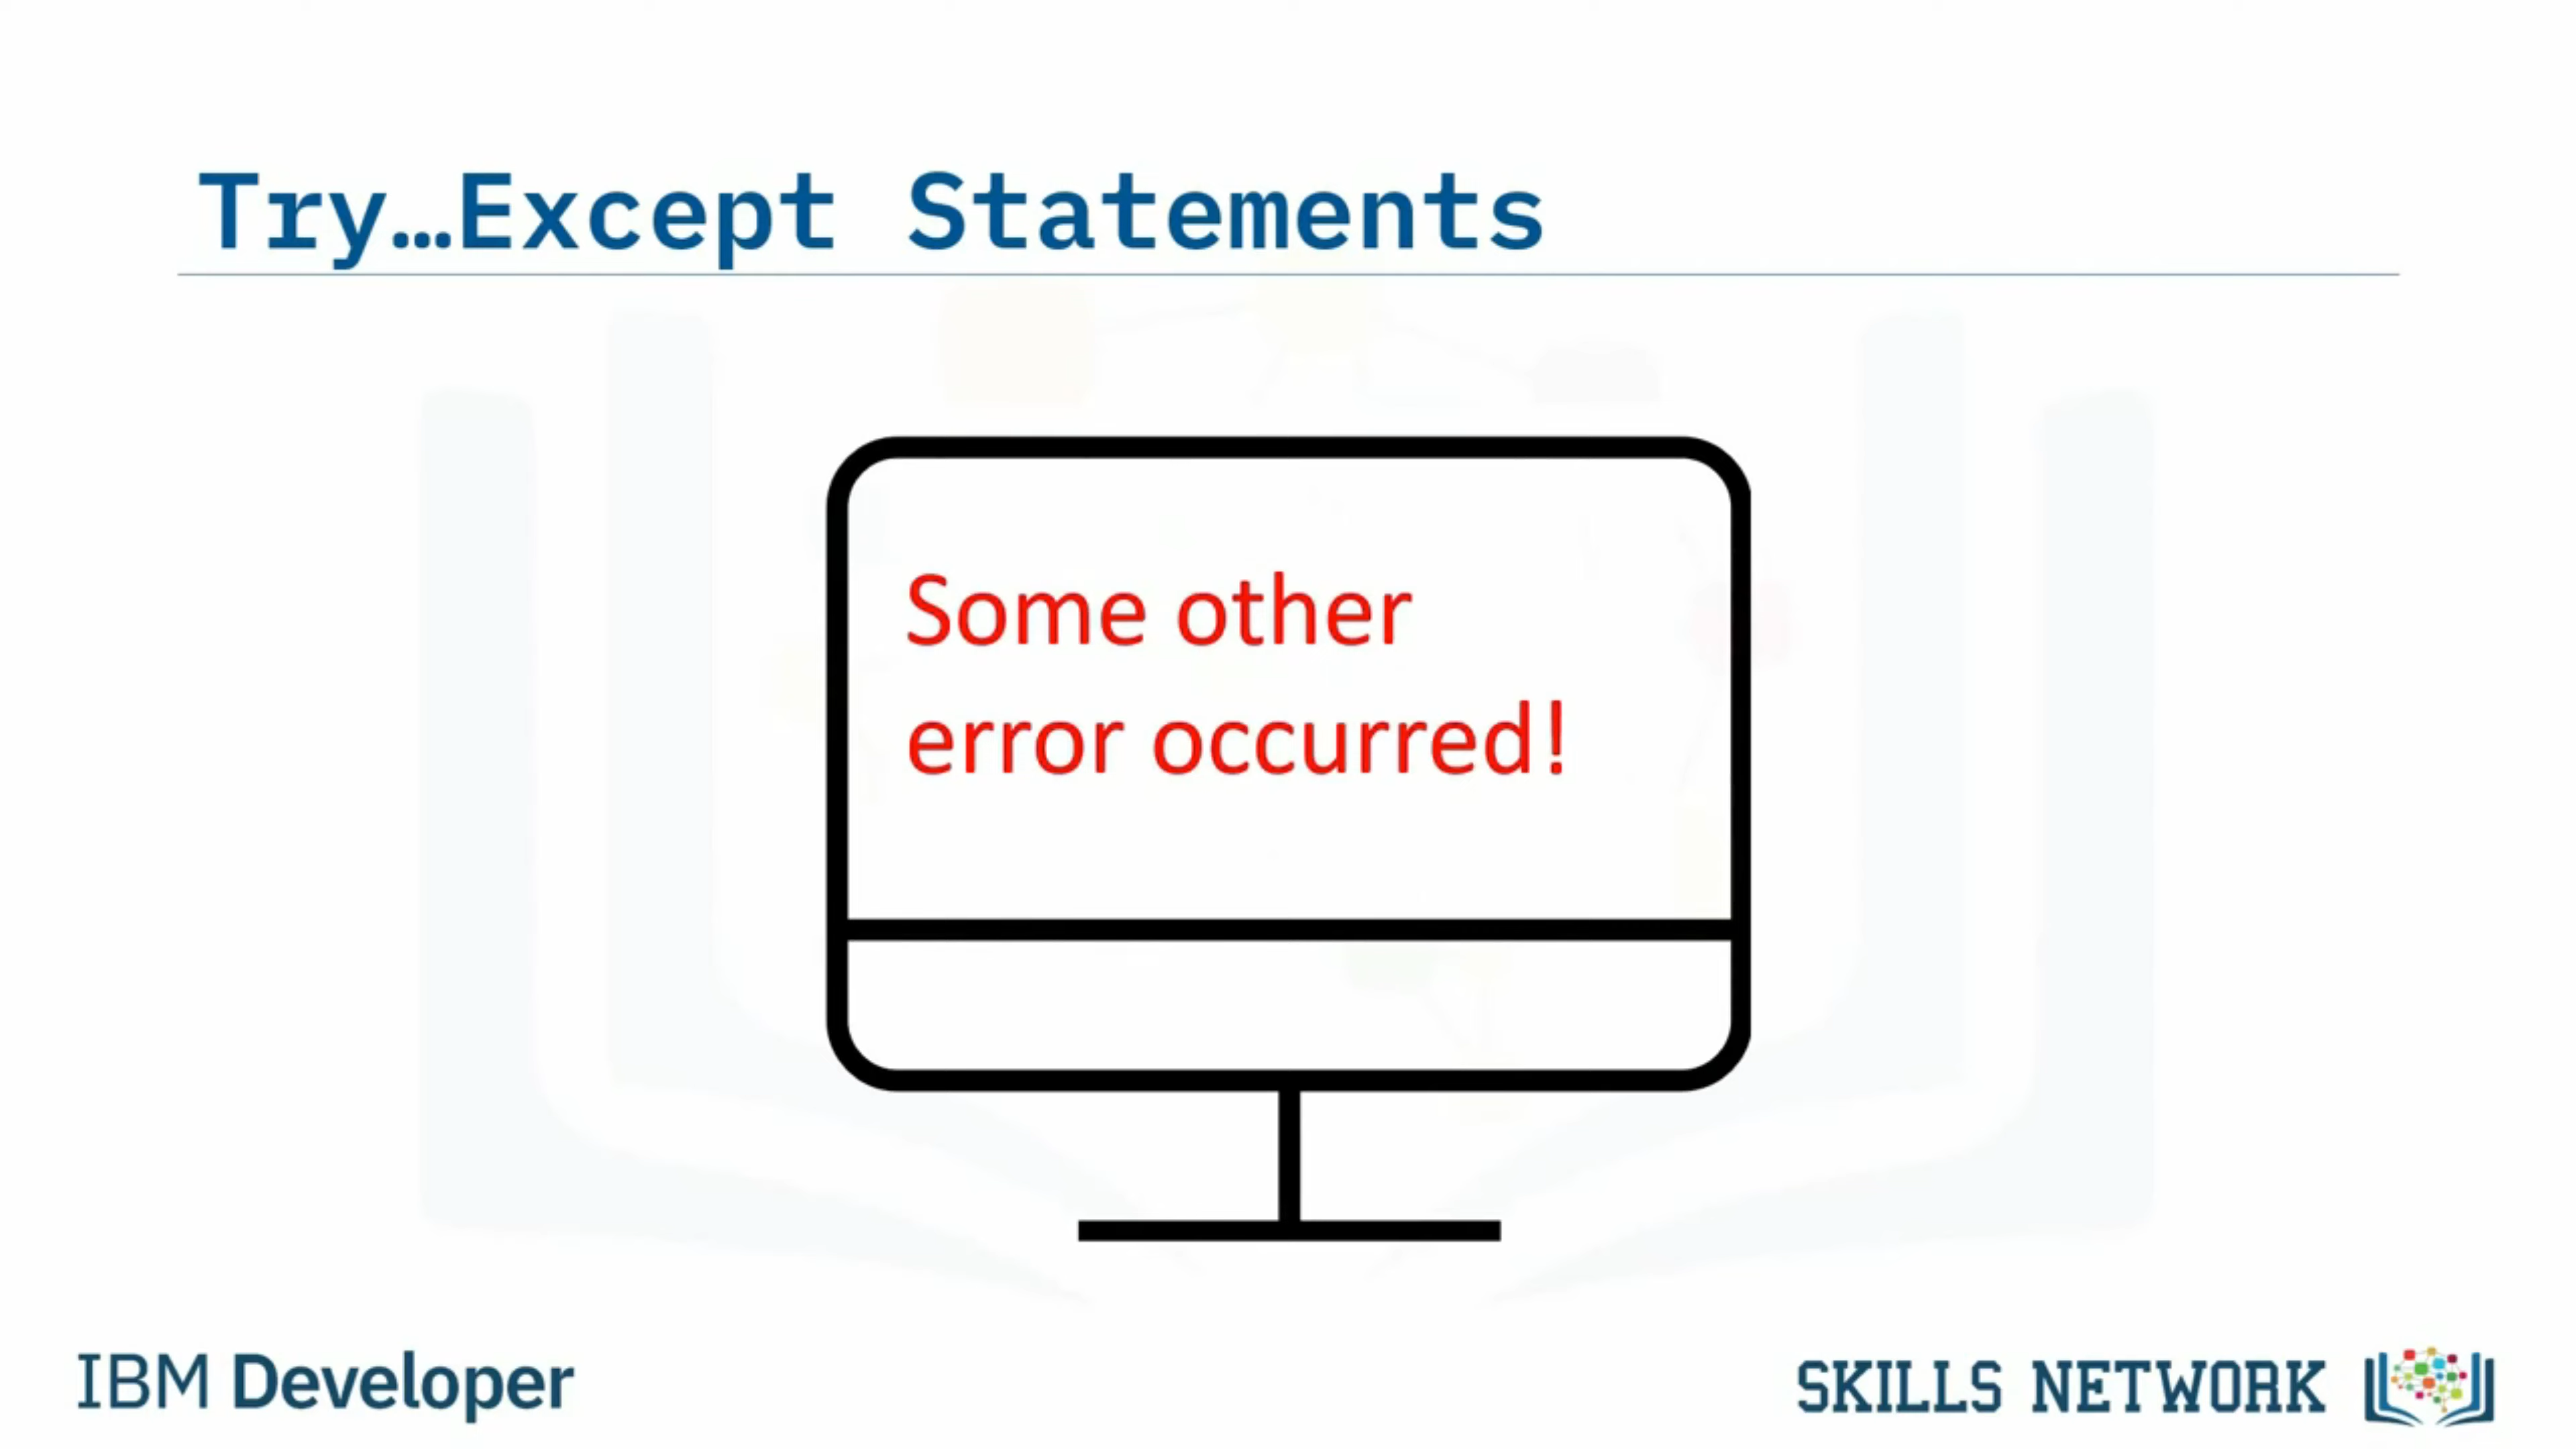 Try…Except Statements
Some other
error occurred!
IBM Developer
SKILLS NETWORK